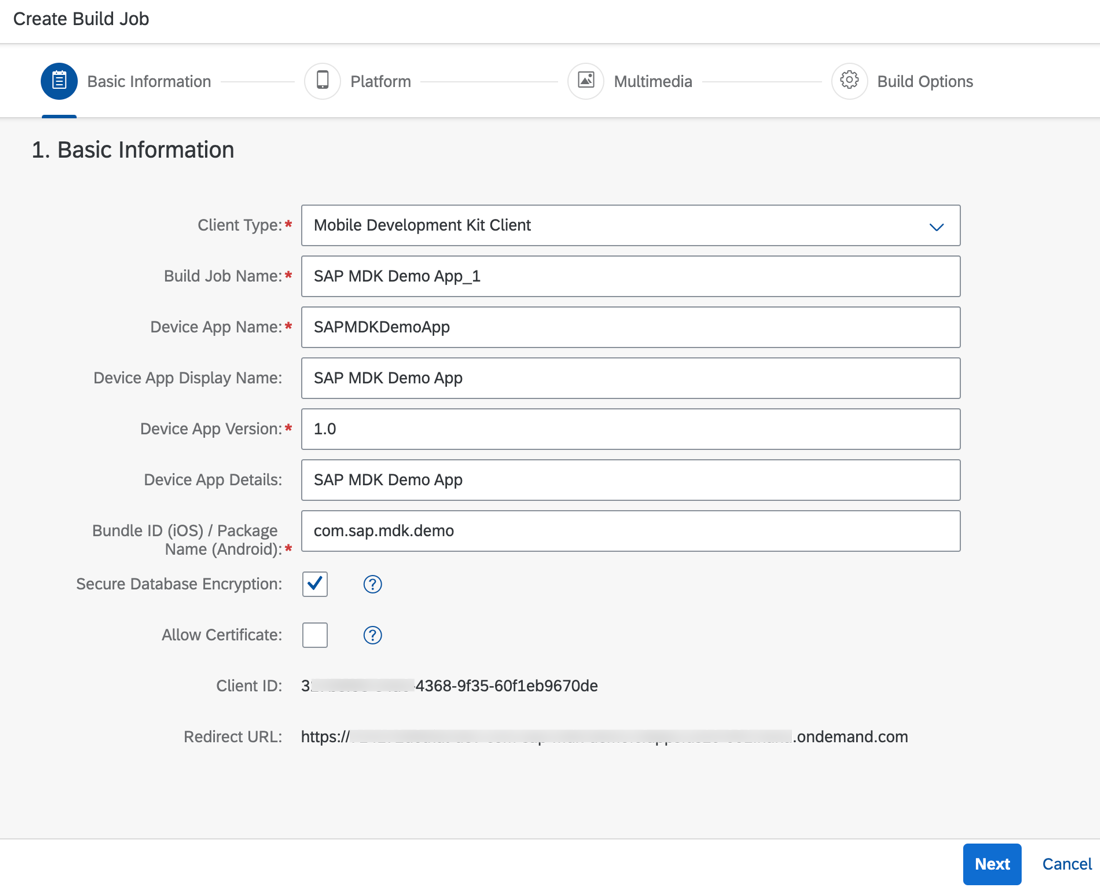 Create Build Job
Basic Information
Platform
Multimedia
Build Options
1. Basic Information
Client Type:*
Mobile Development Kit Client
Build Job Name:*
SAP MDK Demo App_1
Device App Name:*
SAPMDKDemoApp
Device App Display Name:
SAP MDK Demo App
Device App Version:*
1.0
Device App Details:
SAP MDK Demo App
Bundle ID (iOS) / Package
Name (Android):*
com.sap.mdk.demo
Secure Database Encryption:
?
Allow Certificate:
?
Client ID:
3 -4368-9f35-60f1eb9670de
Redirect URL:
https:// .ondemand.com
Next
Cancel